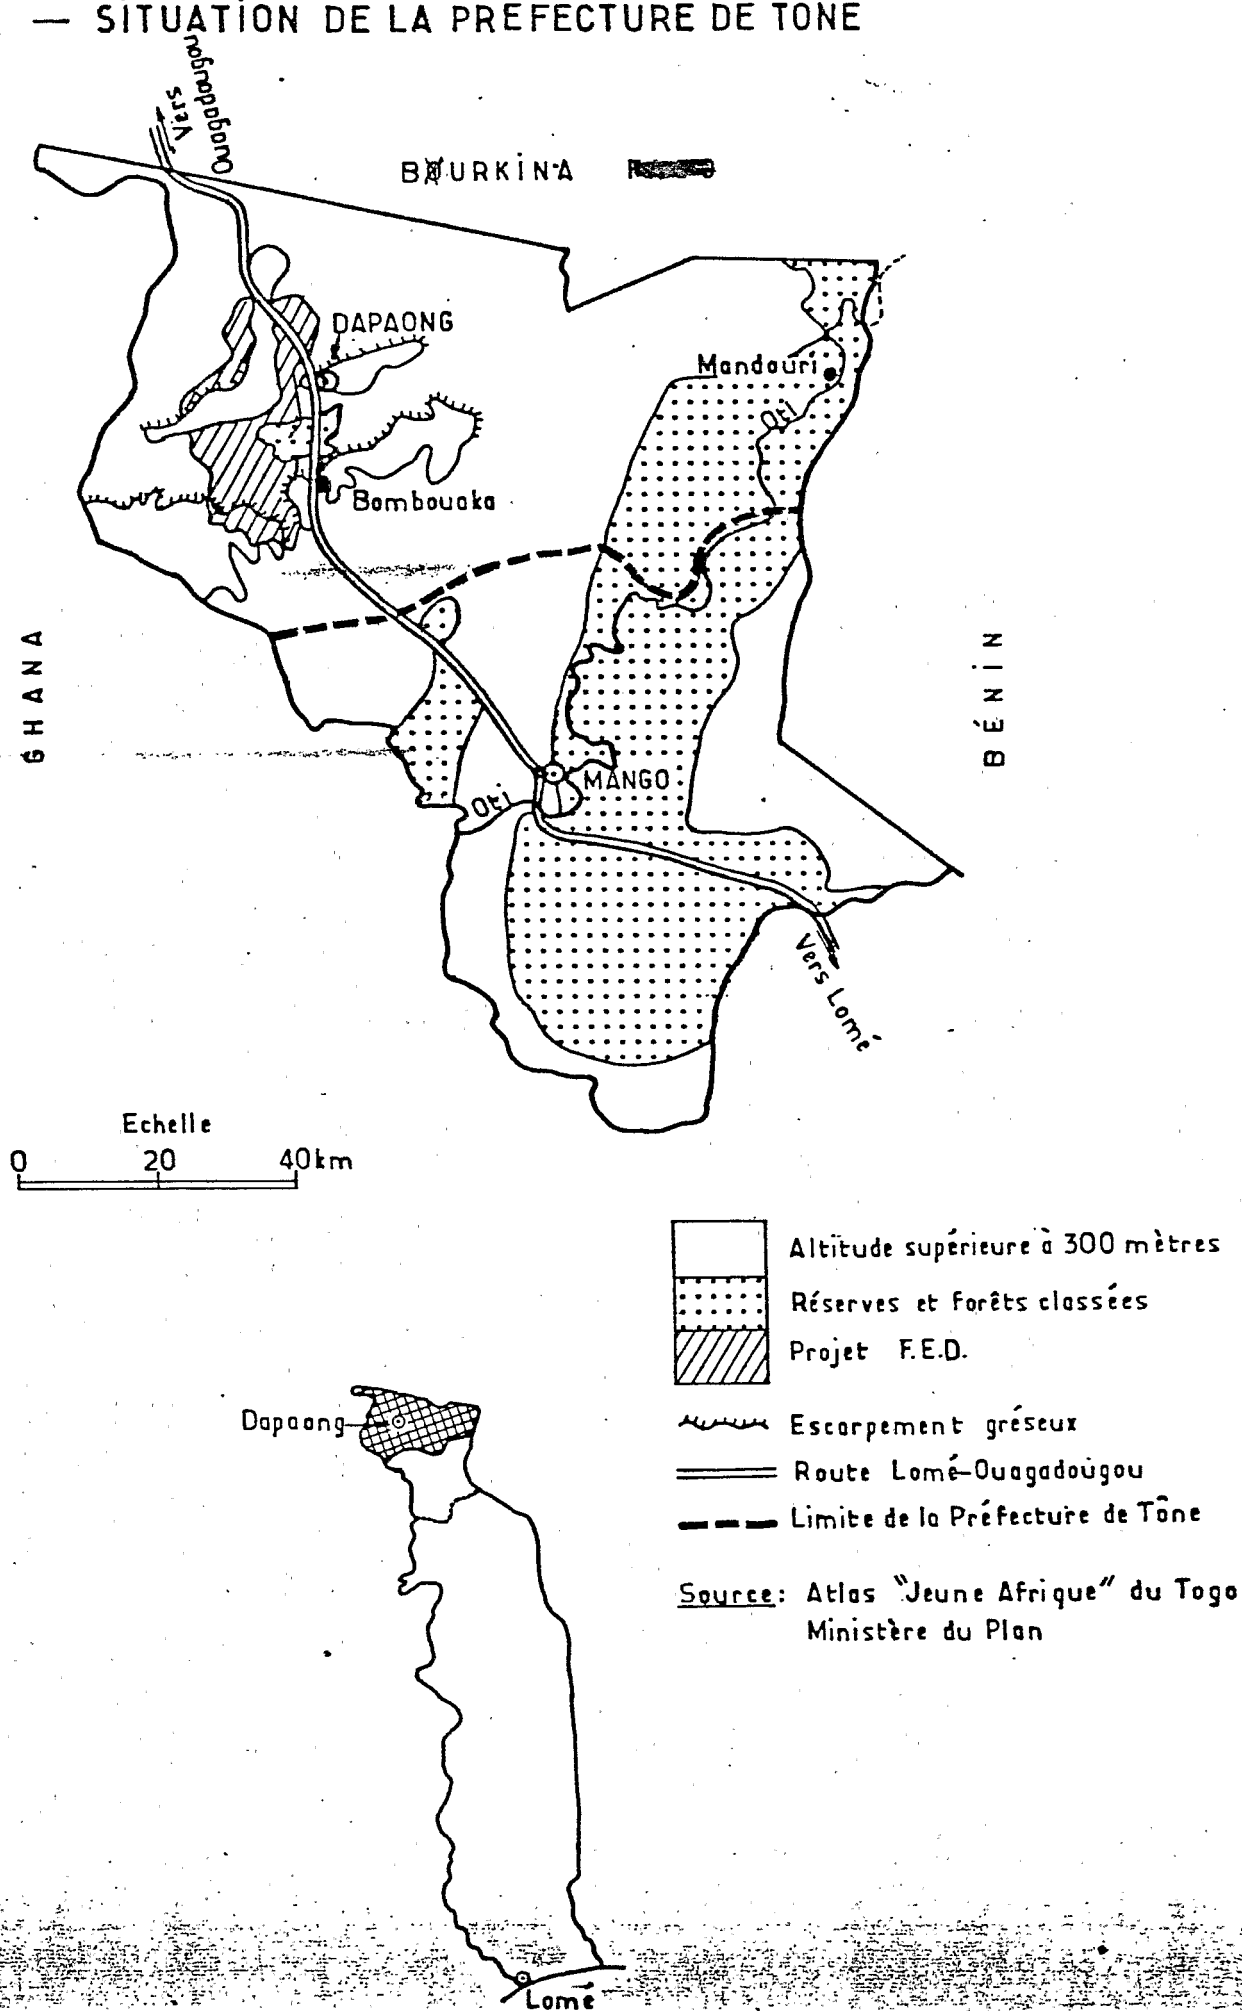 — SITUATION DE LA PREFECTURE DE TONE
Vers
Ouagadougou
BOURKINA
DAPAONG
Mandouri
Oti
Bombouaka
GHANA
BÉNIN
MANGO
Oti
Vers Lomé
Echelle
0 20 40km
Altitude supérieure à 300 mètres
Réserves et forêts classées
Projet F.E.D.
Dapaong
Escarpement gréseux
Route Lomé-Ouagadougou
Limite de la Préfecture de Tône
Source: Atlas "Jeune Afrique" du Togo
Ministère du Plan
Lomé